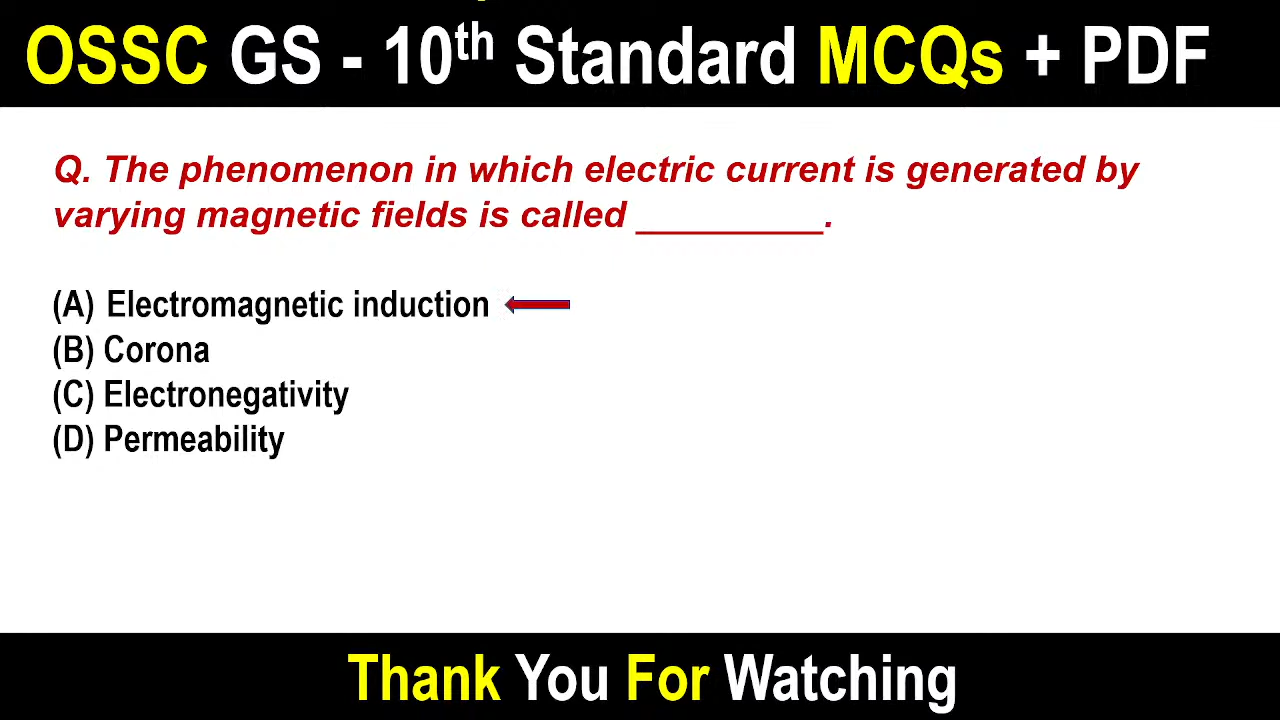 OSSC GS - 10th Standard MCQs + PDF
Q. The phenomenon in which electric current is generated by
varying magnetic fields is called _________.
(A) Electromagnetic induction
(B) Corona
(C) Electronegativity
(D) Permeability
Thank You For Watching